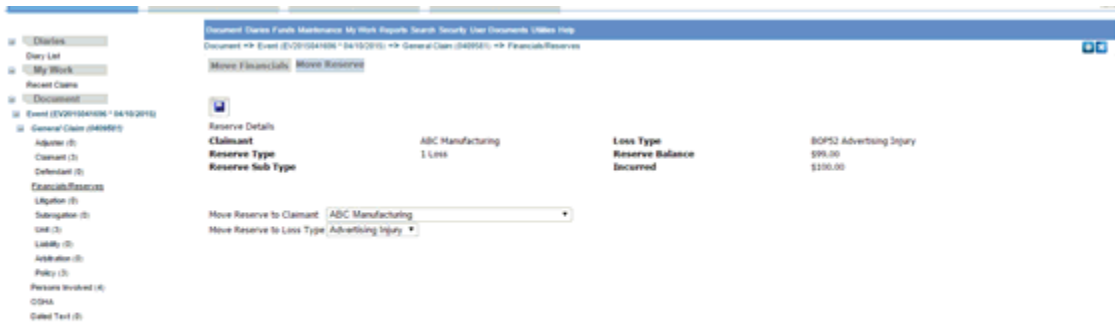 Document Diaries Funds Maintenance My Work Reports Search Security User Documents Utilities Help
Document => Event (EV2015041696 * 04/10/2015) => General Claim (0409501) => Financials/Reserves
Diaries
Diary List
My Work
Recent Claims
Document
Event (EV2015041696 * 04/10/2015)
General Claim (0409501)
Adjuster (0)
Claimant (3)
Defendant (0)
Financials/Reserves
Litigation (0)
Subrogation (0)
Unit (3)
Liability (0)
Arbitration (0)
Policy (3)
Persons Involved (4)
OSHA
Dated Text (0)
Move Financials Move Reserve
Reserve Details
Claimant ABC Manufacturing Loss Type BOP52 Advertising Injury
Reserve Type 1 Loss Reserve Balance $99.00
Reserve Sub Type Incurred $100.00
Move Reserve to Claimant ABC Manufacturing
Move Reserve to Loss Type Advertising Injury